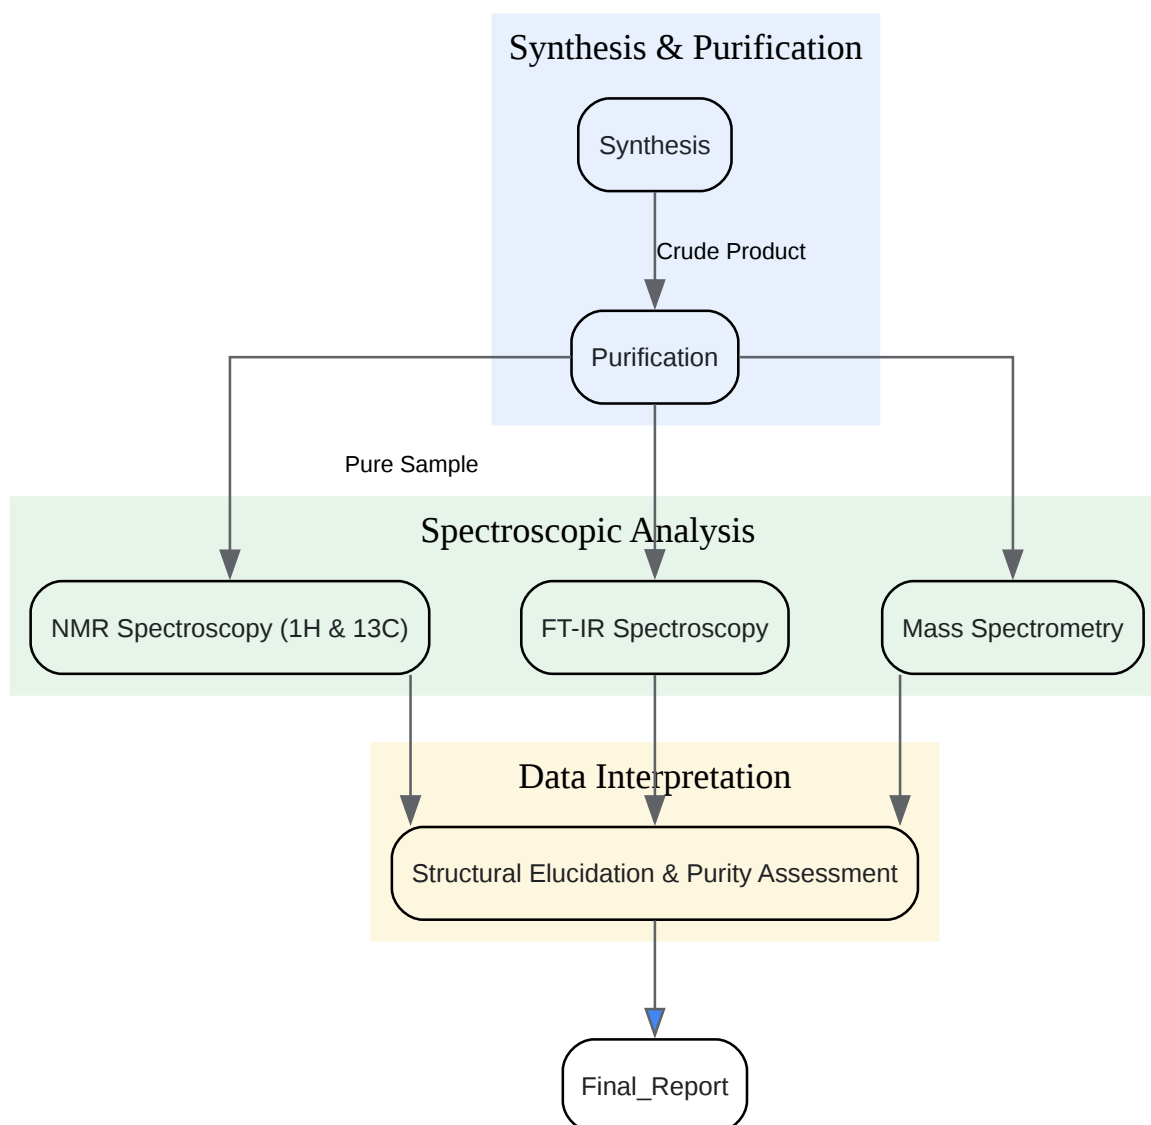 Synthesis & Purification
Synthesis
Crude Product
Purification
Pure Sample
Spectroscopic Analysis
NMR Spectroscopy (1H & 13C)
FT-IR Spectroscopy
Mass Spectrometry
Data Interpretation
Structural Elucidation & Purity Assessment
Final_Report